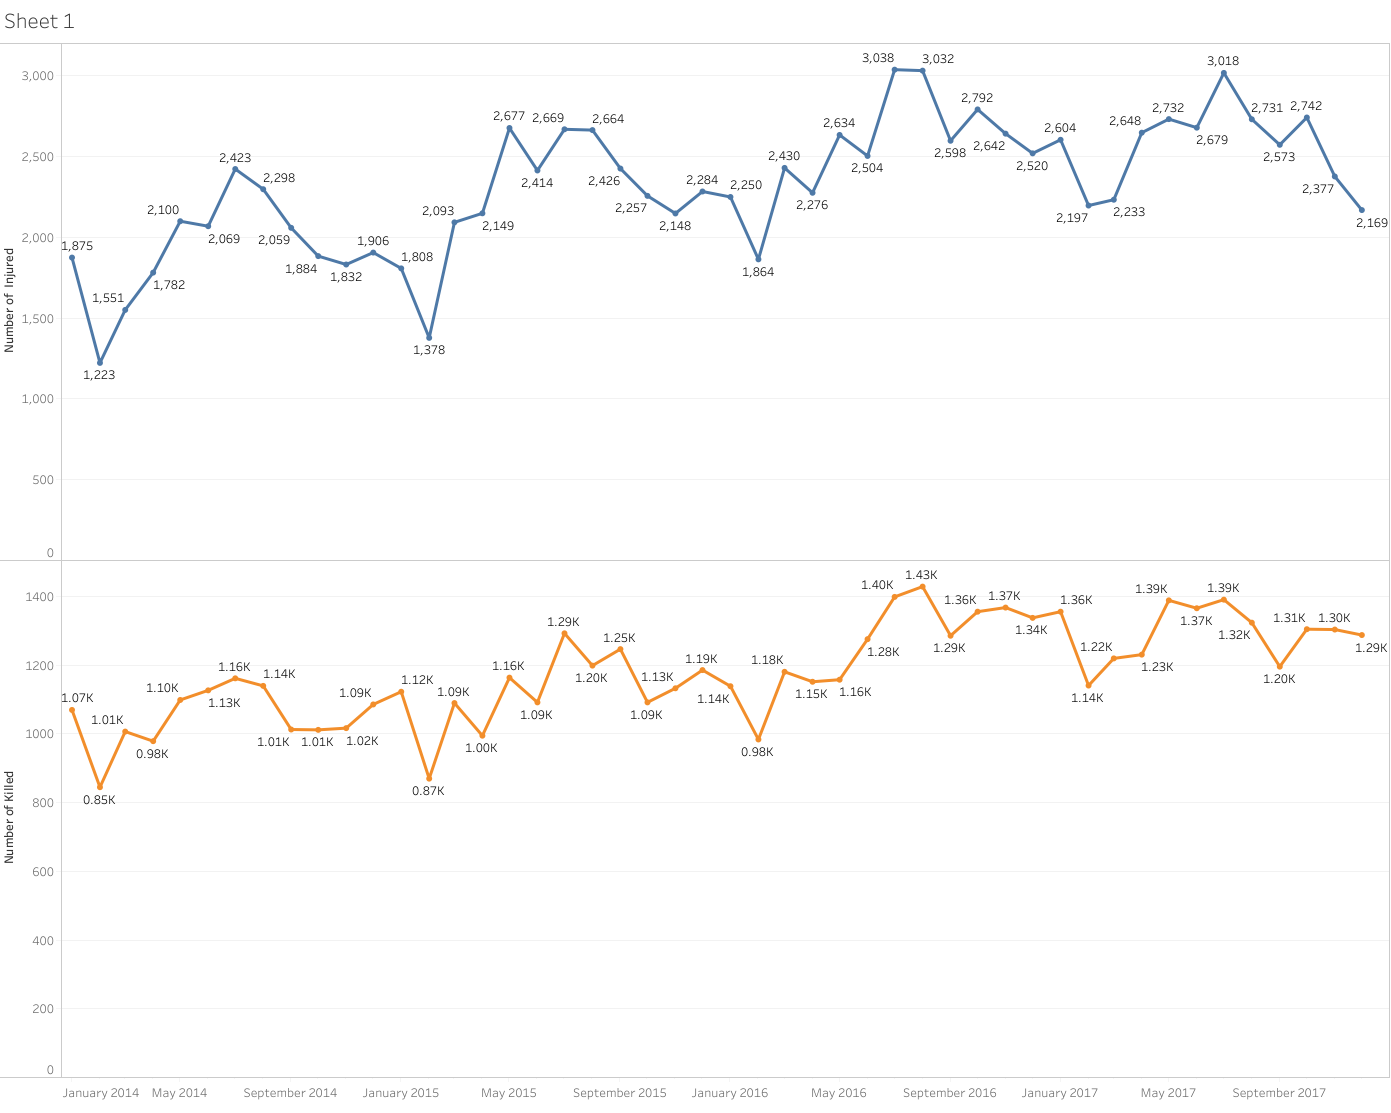 Sheet 1
Number of  Injured
3,000
2,500
2,000
1,500
1,000
500
0
1,875
1,223
1,551
1,782
2,100
2,069
2,423
2,298
2,059
1,884
1,832
1,906
1,808
1,378
2,093
2,149
2,677
2,414
2,669
2,664
2,426
2,257
2,148
2,284
2,250
1,864
2,430
2,276
2,634
2,504
3,038
3,032
2,598
2,792
2,642
2,520
2,604
2,197
2,233
2,648
2,732
2,679
3,018
2,731
2,573
2,742
2,377
2,169
Number of Killed
1400
1200
1000
800
600
400
200
0
1.07K
0.85K
1.01K
0.98K
1.10K
1.13K
1.16K
1.14K
1.01K
1.01K
1.02K
1.09K
1.12K
0.87K
1.09K
1.00K
1.16K
1.09K
1.29K
1.20K
1.25K
1.09K
1.13K
1.19K
1.14K
0.98K
1.18K
1.15K
1.16K
1.28K
1.40K
1.43K
1.29K
1.36K
1.37K
1.34K
1.36K
1.14K
1.22K
1.23K
1.39K
1.37K
1.39K
1.32K
1.20K
1.31K
1.30K
1.29K
January 2014 May 2014 September 2014 January 2015 May 2015 September 2015 January 2016 May 2016 September 2016 January 2017 May 2017 September 2017